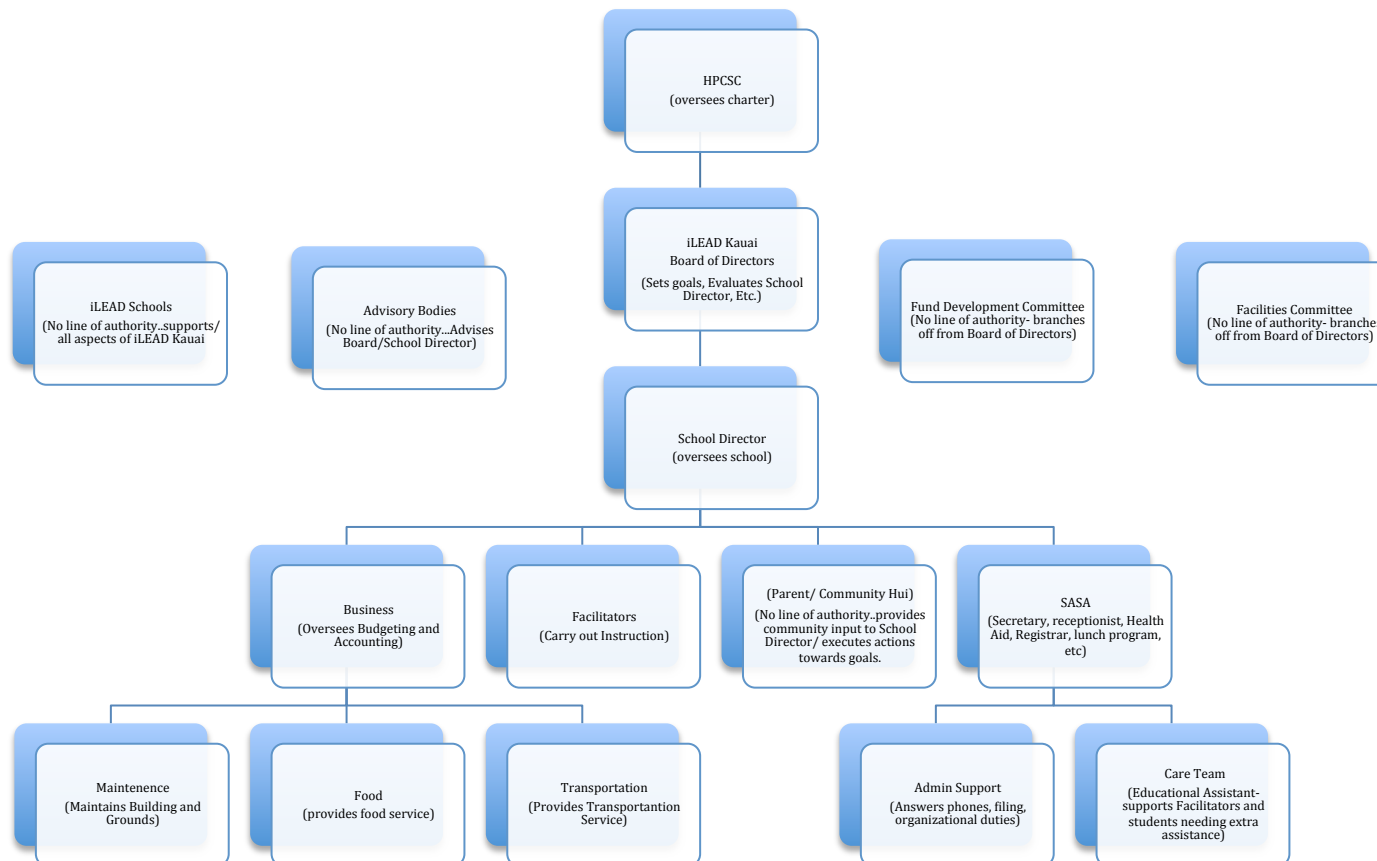 HPCSC
(oversees charter)
iLEAD Kauai
Board of Directors
(Sets goals, Evaluates School
Director, Etc.)
iLEAD Schools
(No line of authority..supports/
all aspects of iLEAD Kauai
Advisory Bodies
(No line of authority...Advises
Board/School Director)
Fund Development Committee
(No line of authority- branches
off from Board of Directors)
Facilities Committee
(No line of authority- branches
off from Board of Directors)
School Director
(oversees school)
Business
(Oversees Budgeting and
Accounting)
Facilitators
(Carry out Instruction)
(Parent/ Community Hui)
(No line of authority..provides
community input to School
Director/ executes actions
towards goals.
SASA
(Secretary, receptionist, Health
Aid, Registrar, lunch program,
etc)
Maintenence
(Maintains Building and
Grounds)
Food
(provides food service)
Transportation
(Provides Transportantion
Service)
Admin Support
(Answers phones, filing,
organizational duties)
Care Team
(Educational Assistant-
supports Facilitators and
students needing extra
assistance)